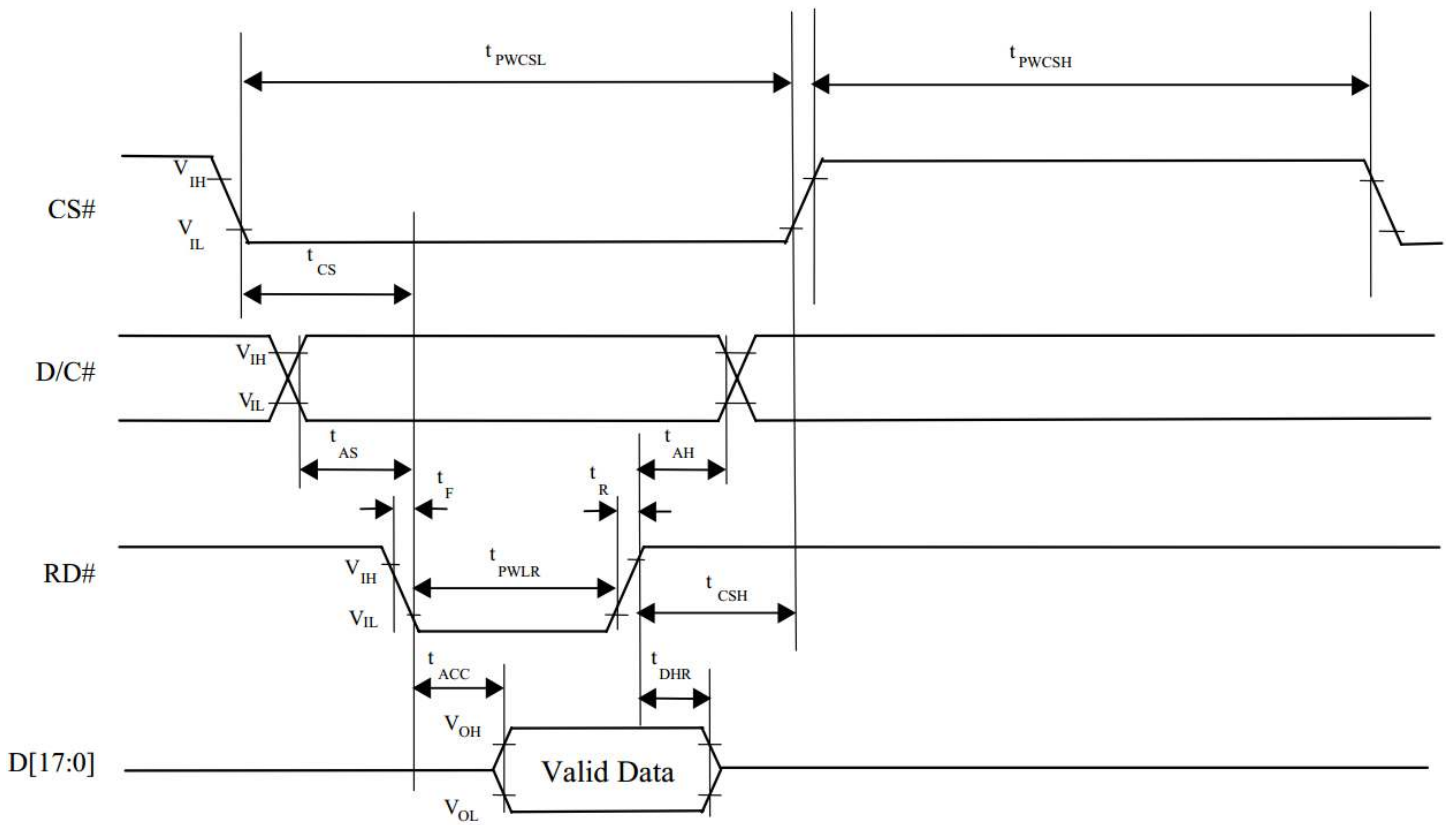 t PWCSL
t PWCSH
V IH
CS#
V IL
t CS
V IH
D/C#
V IL
t AS
t AH
t F
t R
V IH
RD#
V IL
t PWLR
t CSH
t ACC
t DHR
V OH
D[17:0]
Valid Data
V OL